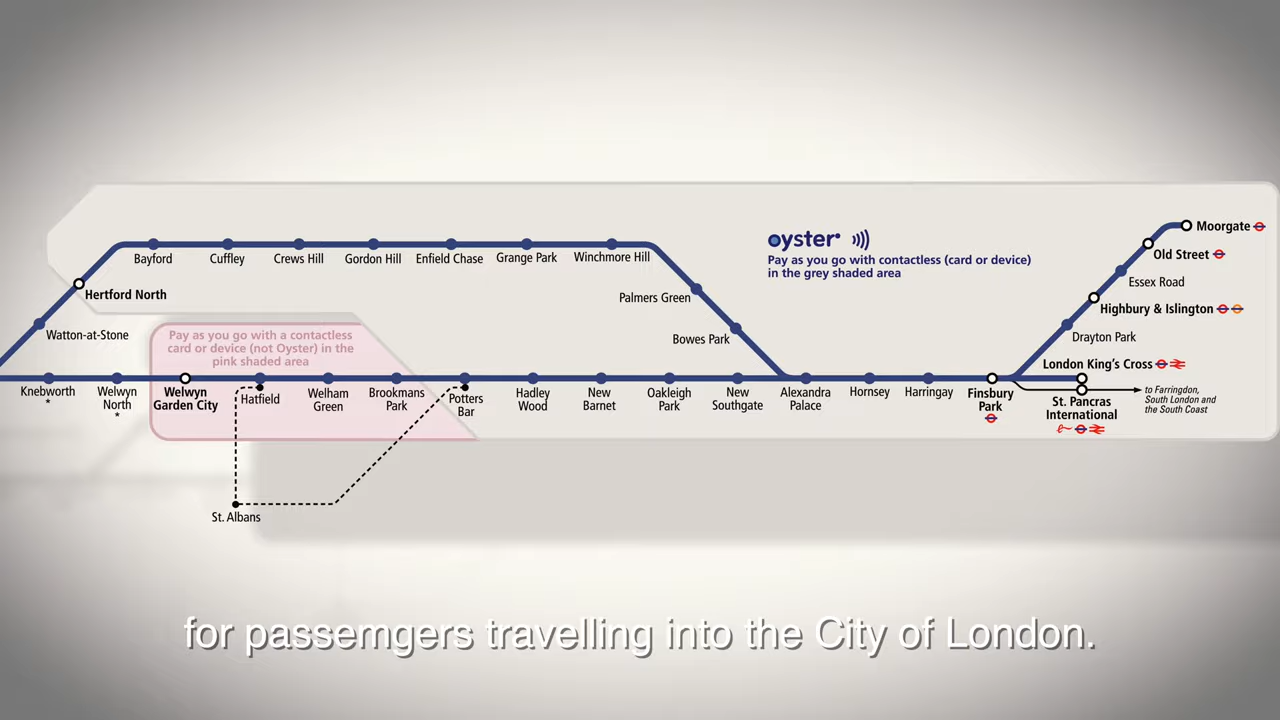 oyster
Pay as you go with contactless (card or device)
in the grey shaded area
Moorgate
Old Street
Essex Road
Highbury & Islington
Drayton Park
London King's Cross
to Farringdon,
South London and
the South Coast
St. Pancras
International
Bayford
Cuffley
Crews Hill
Gordon Hill
Enfield Chase
Grange Park
Winchmore Hill
Palmers Green
Bowes Park
Hertford North
Watton-at-Stone
Pay as you go with a contactless
card or device (not Oyster) in the
pink shaded area
Knebworth
*
Welwyn
North
*
Welwyn
Garden City
Hatfield
Welham
Green
Brookmans
Park
Potters
Bar
Hadley
Wood
New
Barnet
Oakleigh
Park
New
Southgate
Alexandra
Palace
Hornsey
Harringay
Finsbury
Park
St. Albans
for passemgers travelling into the City of London.